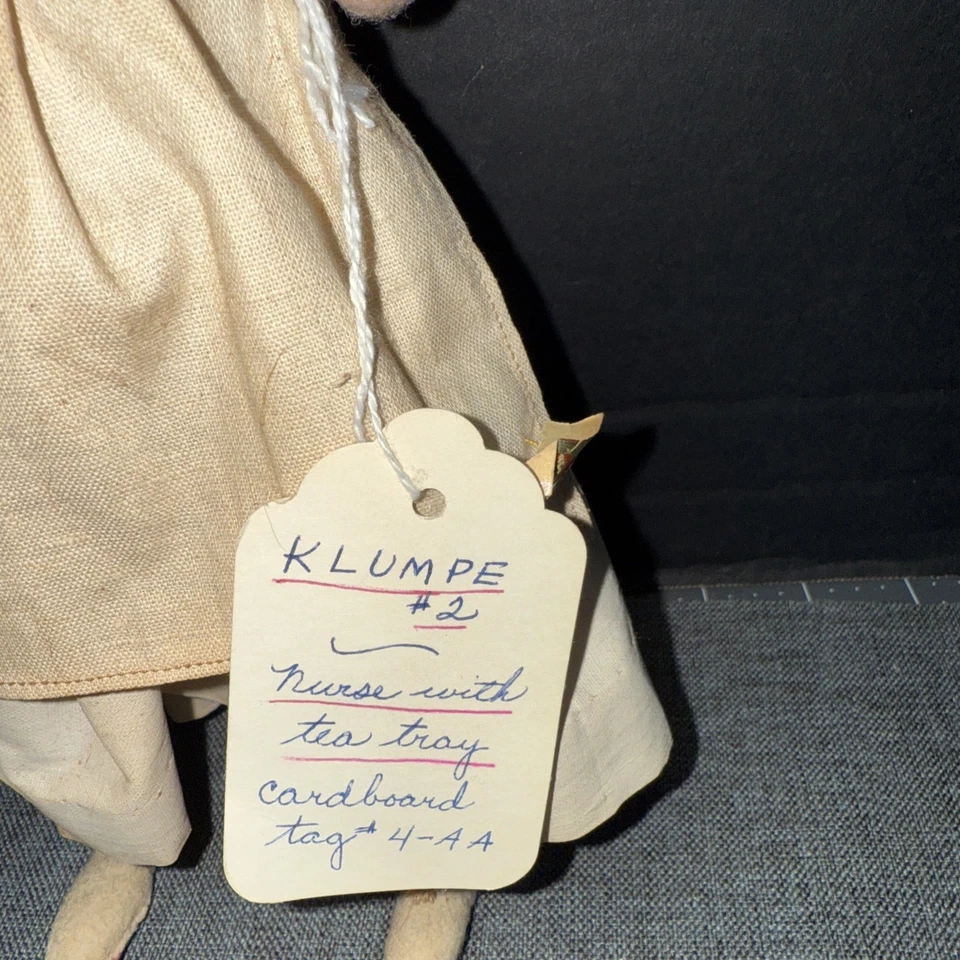 KLUMPE
#2
Nurse with
tea tray
cardboard
tag# 4-AA